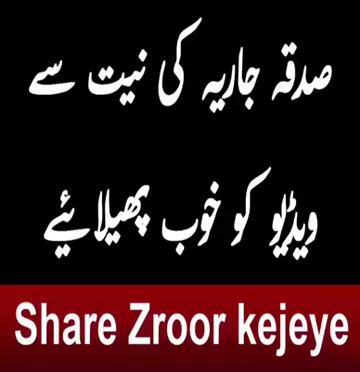 صدقہ جاریہ کی نیت سے
ویڈیو کو خوب پھیلائیے
Share Zroor kejeye